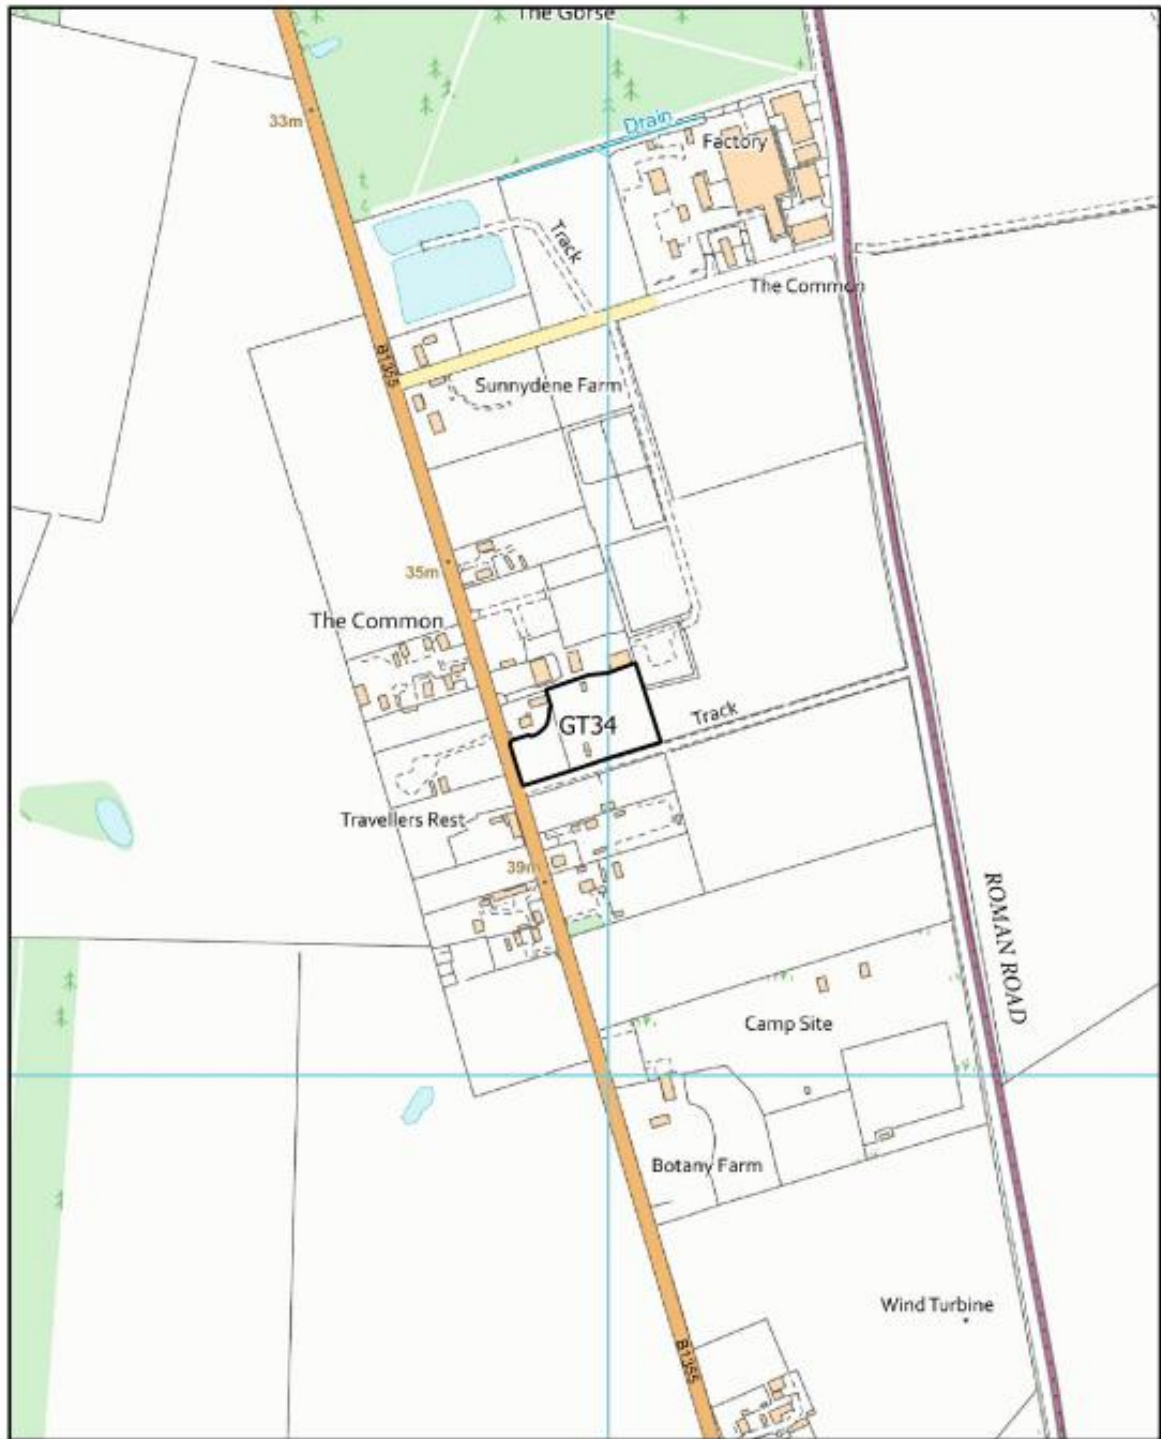 The Gorse
33m
Drain
Factory
Track
The Common
B1355
Sunnydene Farm
35m
The Common
GT34
Track
Travellers Rest
39m
ROMAN ROAD
Camp Site
Botany Farm
Wind Turbine
B1355